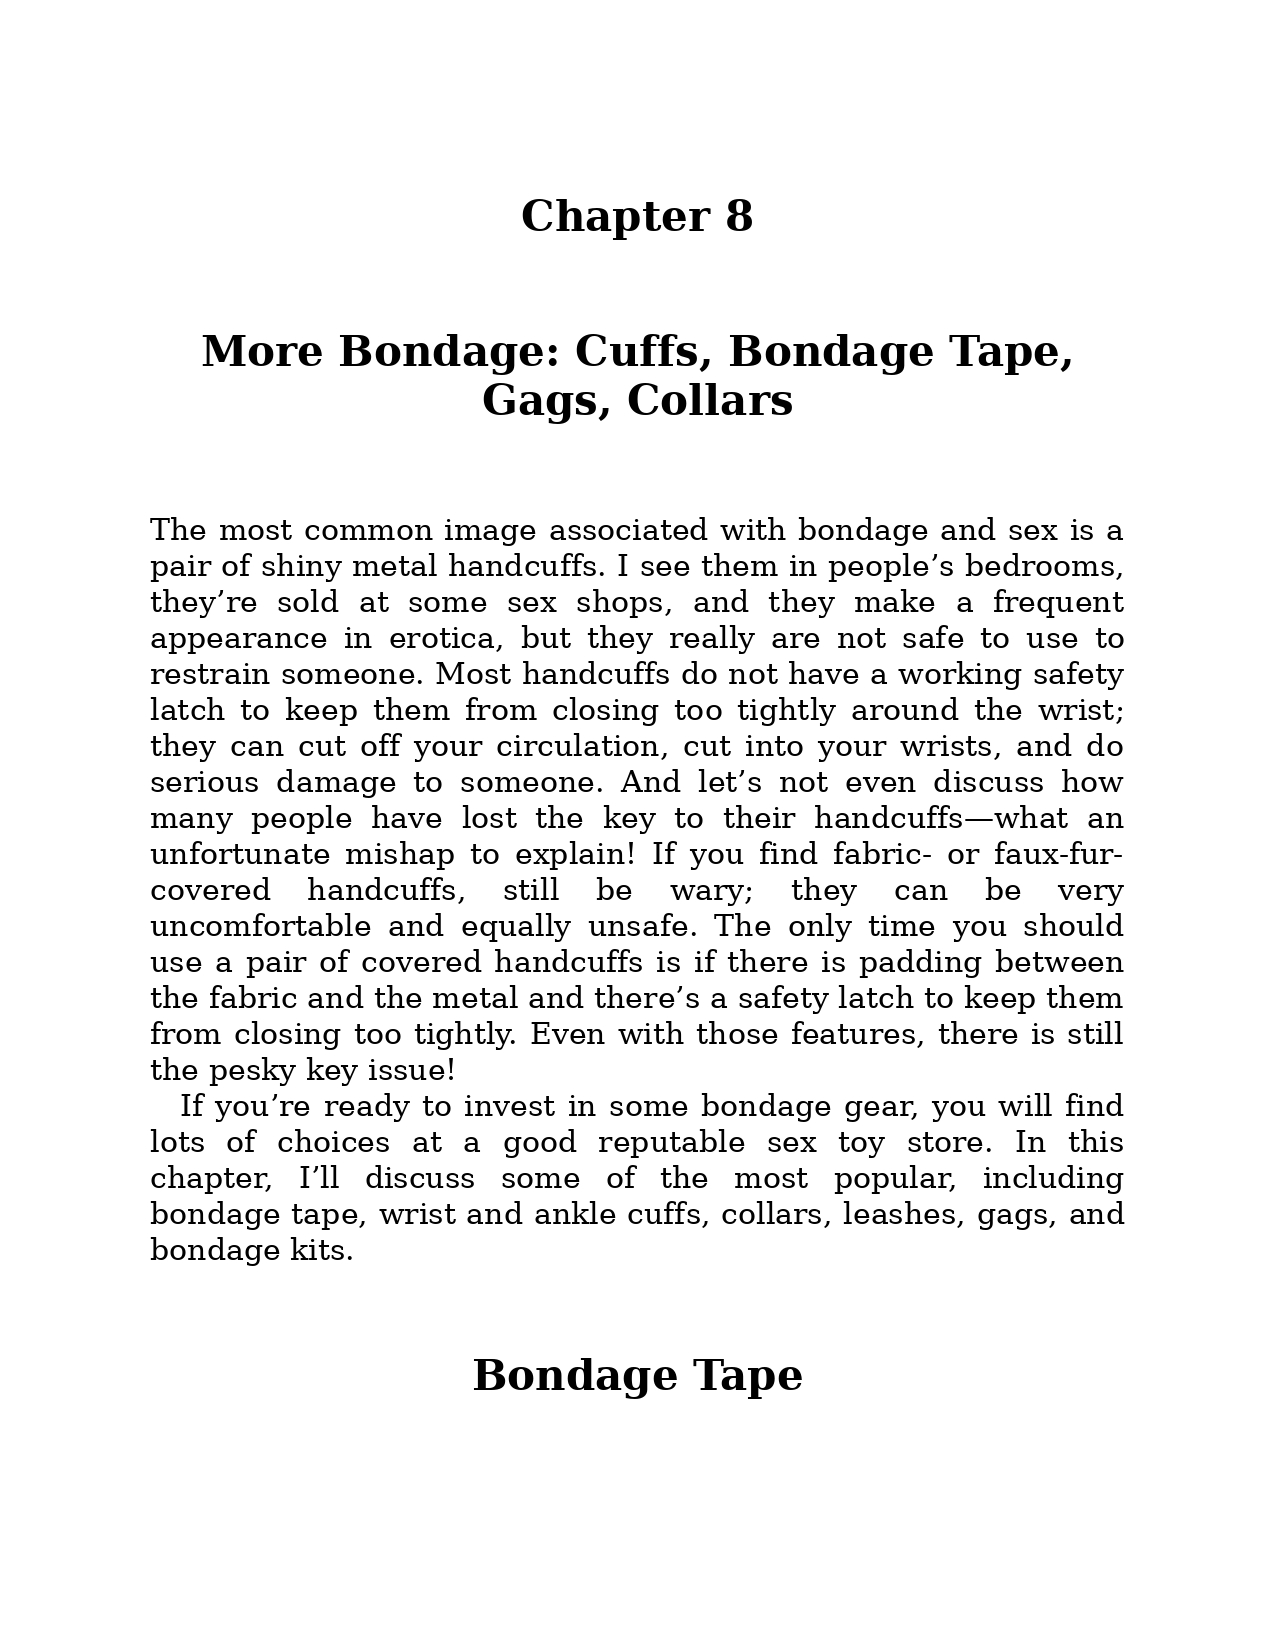 Chapter 8
More Bondage: Cuffs, Bondage Tape,
Gags, Collars
The most common image associated with bondage and sex is a
pair of shiny metal handcuffs. I see them in people’s bedrooms,
they’re sold at some sex shops, and they make a frequent
appearance in erotica, but they really are not safe to use to
restrain someone. Most handcuffs do not have a working safety
latch to keep them from closing too tightly around the wrist;
they can cut off your circulation, cut into your wrists, and do
serious damage to someone. And let’s not even discuss how
many people have lost the key to their handcuffs—what an
unfortunate mishap to explain! If you find fabric- or faux-fur-
covered handcuffs, still be wary; they can be very
uncomfortable and equally unsafe. The only time you should
use a pair of covered handcuffs is if there is padding between
the fabric and the metal and there’s a safety latch to keep them
from closing too tightly. Even with those features, there is still
the pesky key issue!
If you’re ready to invest in some bondage gear, you will find
lots of choices at a good reputable sex toy store. In this
chapter, I’ll discuss some of the most popular, including
bondage tape, wrist and ankle cuffs, collars, leashes, gags, and
bondage kits.
Bondage Tape